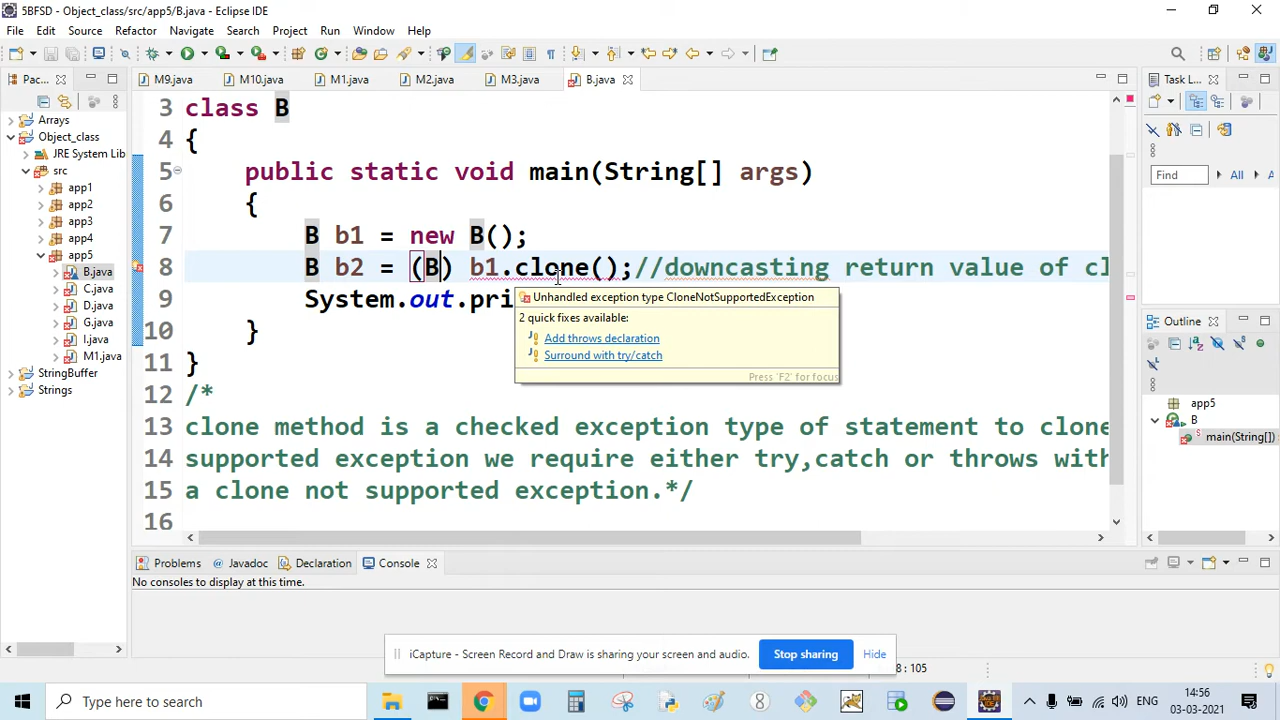 5BFSD - Object_class/src/app5/B.java - Eclipse IDE
File Edit Source Refactor Navigate Search Project Run Window Help
Pac... M9.java M10.java M1.java M2.java M3.java B.java Task L...
Arrays
Object_class
JRE System Lib
src
app1
app2
app3
app4
app5
B.java
C.java
D.java
G.java
I.java
M1.java
StringBuffer
Strings
3 class B
4 {
5 public static void main(String[] args)
6 {
7 B b1 = new B();
8 B b2 = (B) b1.clone();//downcasting return value of cl
9 System.out.pri
10 }
11 }
12 /*
13 clone method is a checked exception type of statement to clone
14 supported exception we require either try,catch or throws with
15 a clone not supported exception.*/
16
Unhandled exception type CloneNotSupportedException
2 quick fixes available:
Add throws declaration
Surround with try/catch
Press 'F2' for focus
Find All A
Outline
app5
B
main(String[])
Problems Javadoc Declaration Console
No consoles to display at this time.
iCapture - Screen Record and Draw is sharing your screen and audio. Stop sharing Hide
8 : 105
Type here to search
ENG 14:56
03-03-2021